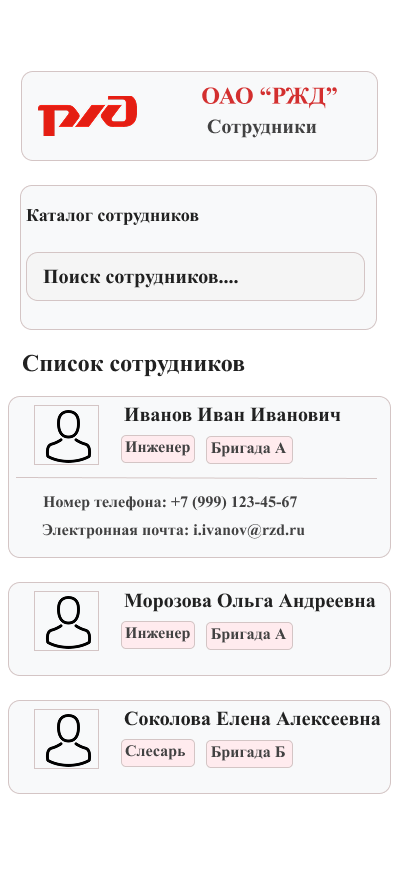 ржд
ОАО “РЖД”
Сотрудники
Каталог сотрудников
Поиск сотрудников....
Список сотрудников
Иванов Иван Иванович
Инженер Бригада А
Номер телефона: +7 (999) 123-45-67
Электронная почта: i.ivanov@rzd.ru
Морозова Ольга Андреевна
Инженер Бригада А
Соколова Елена Алексеевна
Слесарь Бригада Б